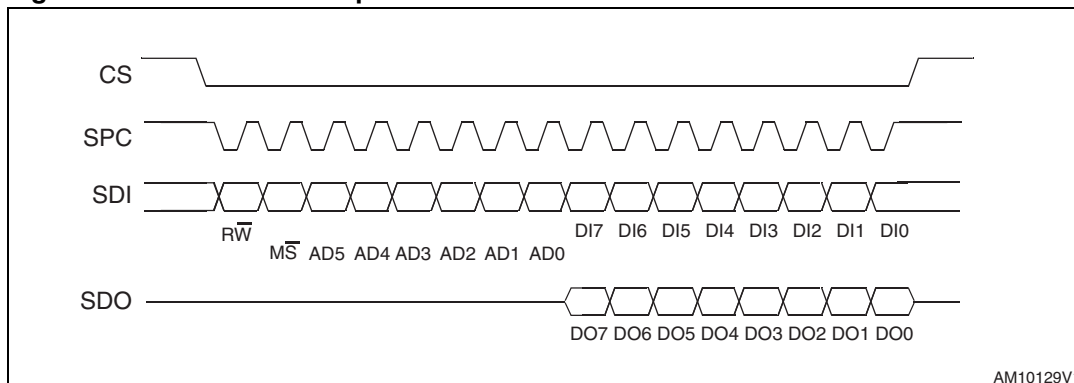 CS
SPC
SDI
RW̅
DI7 DI6 DI5 DI4 DI3 DI2 DI1 DI0
MS̅ AD5 AD4 AD3 AD2 AD1 AD0
SDO
DO7 DO6 DO5 DO4 DO3 DO2 DO1 DO0
AM10129V